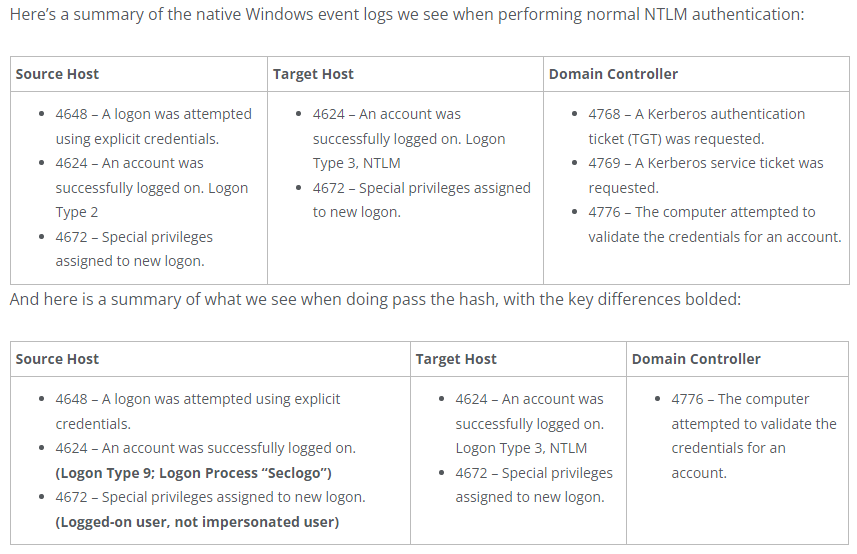 Here’s a summary of the native Windows event logs we see when performing normal NTLM authentication:
Source Host
• 4648 – A logon was attempted
using explicit credentials.
• 4624 – An account was
successfully logged on. Logon
Type 2
• 4672 – Special privileges
assigned to new logon.
Target Host
• 4624 – An account was
successfully logged on. Logon
Type 3, NTLM
• 4672 – Special privileges assigned
to new logon.
Domain Controller
• 4768 – A Kerberos authentication
ticket (TGT) was requested.
• 4769 – A Kerberos service ticket was
requested.
• 4776 – The computer attempted to
validate the credentials for an account.
And here is a summary of what we see when doing pass the hash, with the key differences bolded:
Source Host
• 4648 – A logon was attempted using explicit
credentials.
• 4624 – An account was successfully logged on.
(Logon Type 9; Logon Process “Seclogo”)
• 4672 – Special privileges assigned to new logon.
(Logged-on user, not impersonated user)
Target Host
• 4624 – An account was
successfully logged on.
Logon Type 3, NTLM
• 4672 – Special privileges
assigned to new logon.
Domain Controller
• 4776 – The computer
attempted to validate the
credentials for an
account.